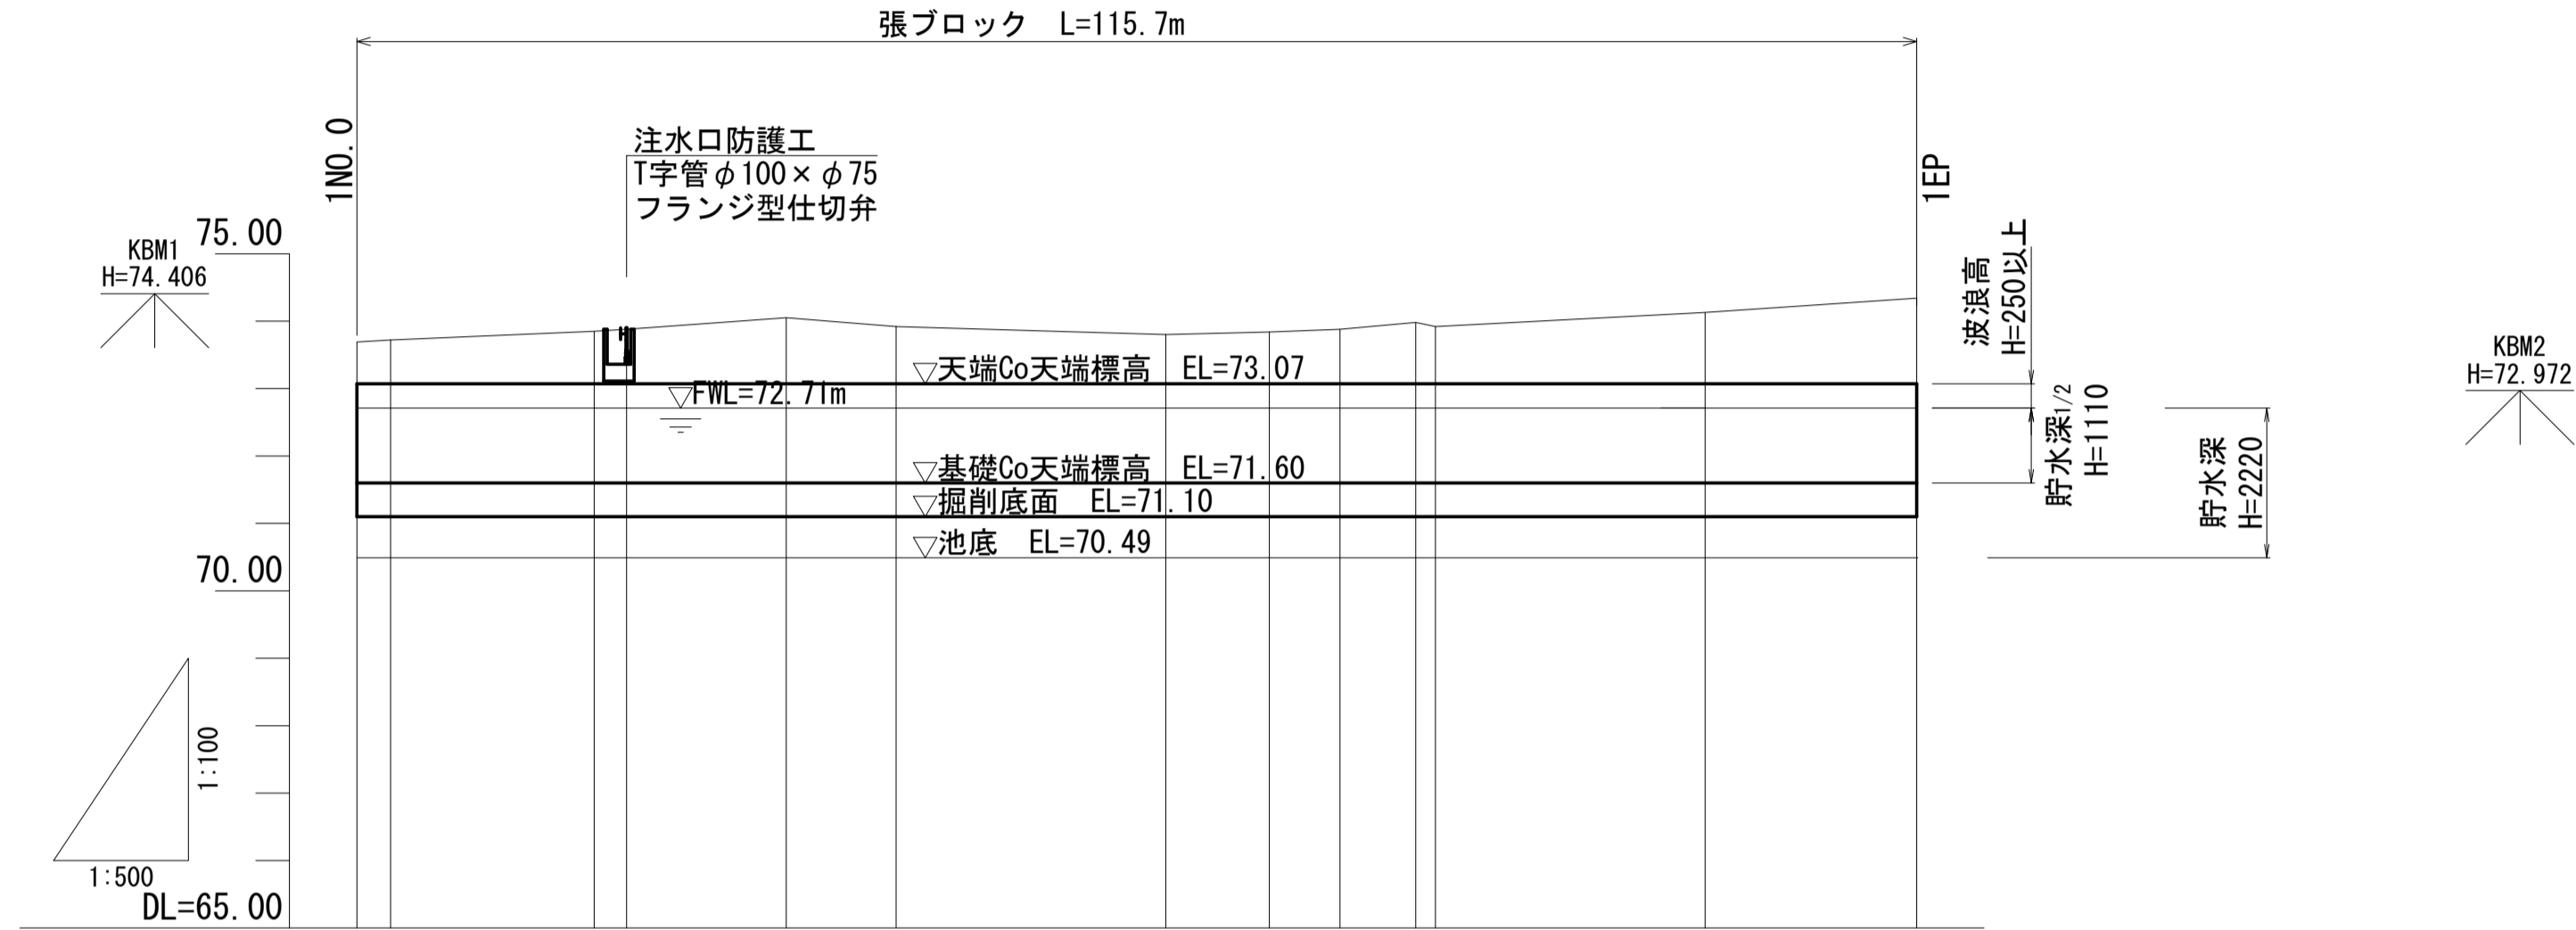 張ブロック　L=115.7m
1NO.0
注水口防護工
T字管φ100×φ75
フランジ型仕切弁
1EP
75.00
KBM1
H=74.406
波浪高
H=250以上
天端Co天端標高　EL=73.07
FWL=72.71m
KBM2
H=72.972
貯水深1/2
H=1110
基礎Co天端標高　EL=71.60
掘削底面　EL=71.10
貯水深
H=2220
池底　EL=70.49
70.00
1:100
1:500
DL=65.00